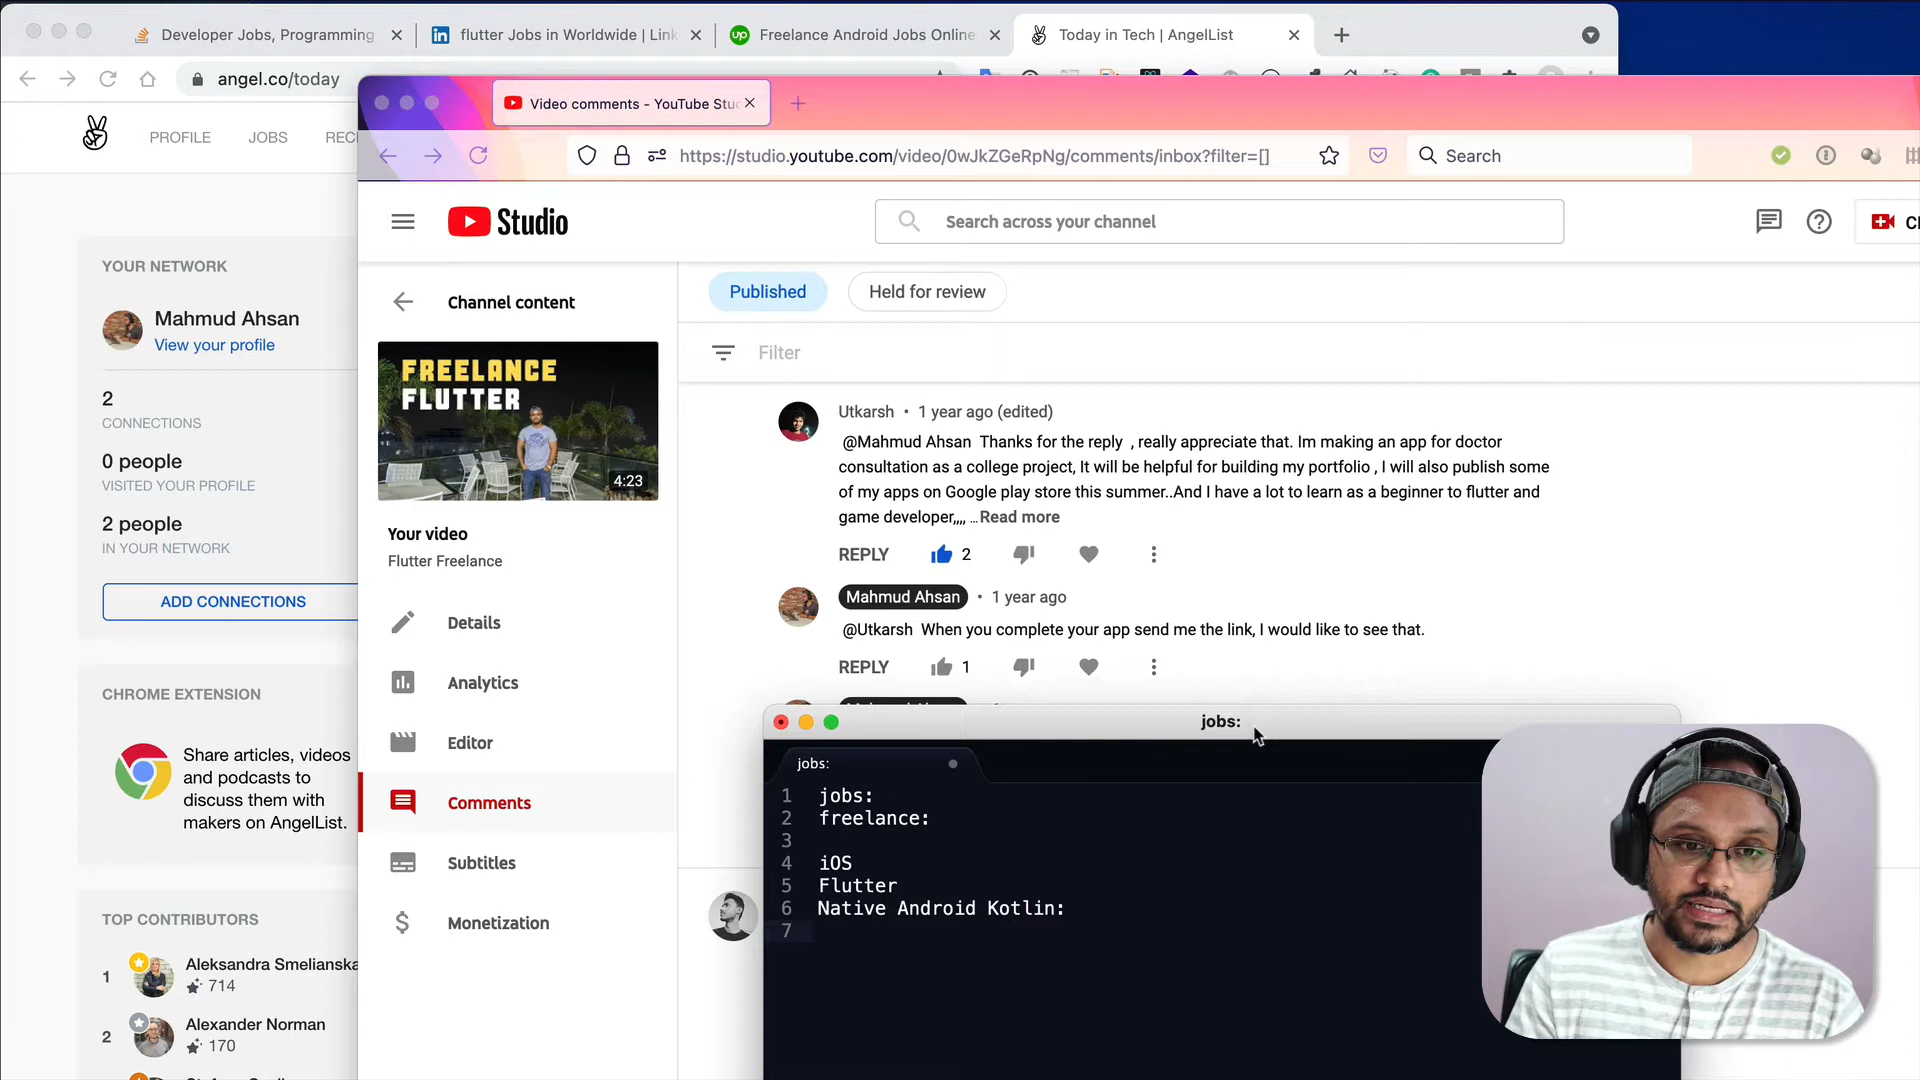 Developer Jobs, Programming
flutter Jobs in Worldwide | Link
Freelance Android Jobs Online
Today in Tech | AngelList
angel.co/today
PROFILE
JOBS
REC
YOUR NETWORK
Mahmud Ahsan
View your profile
2
CONNECTIONS
0 people
VISITED YOUR PROFILE
2 people
IN YOUR NETWORK
ADD CONNECTIONS
CHROME EXTENSION
Share articles, videos
and podcasts to
discuss them with
makers on AngelList.
TOP CONTRIBUTORS
1
Aleksandra Smelianska
714
2
Alexander Norman
170
Video comments - YouTube Stu
https://studio.youtube.com/video/0wJkZGeRpNg/comments/inbox?filter=[]
Search
Studio
Search across your channel
Channel content
FREELANCE
FLUTTER
4:23
Your video
Flutter Freelance
Details
Analytics
Editor
Comments
Subtitles
Monetization
Published
Held for review
Filter
Utkarsh • 1 year ago (edited)
@Mahmud Ahsan Thanks for the reply , really appreciate that. Im making an app for doctor
consultation as a college project, It will be helpful for building my portfolio , I will also publish some
of my apps on Google play store this summer..And I have a lot to learn as a beginner to flutter and
game developer,,,, ...Read more
REPLY 2
Mahmud Ahsan • 1 year ago
@Utkarsh When you complete your app send me the link, I would like to see that.
REPLY 1
jobs:
jobs:
1 jobs:
2 freelance:
3
4 iOS
5 Flutter
6 Native Android Kotlin:
7